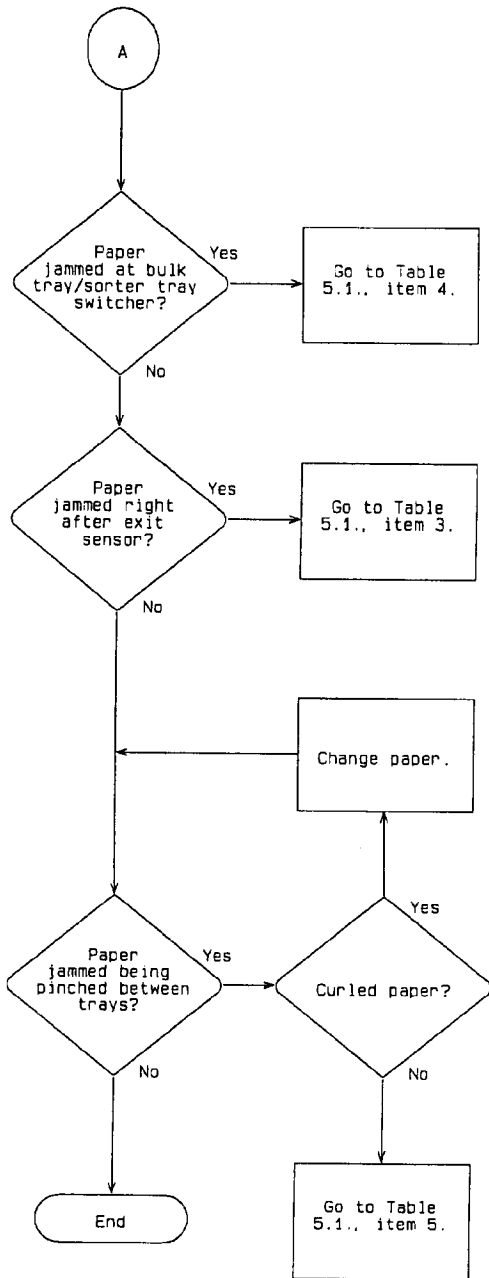 A
Paper
jammed at bulk
tray/sorter tray
switcher?
Yes
Go to Table
5.1., item 4.
No
Paper
jammed right
after exit
sensor?
Yes
Go to Table
5.1., item 3.
No
Change paper.
Yes
Paper
jammed being
pinched between
trays?
Yes
Curled paper?
No
No
End
Go to Table
5.1., item 5.